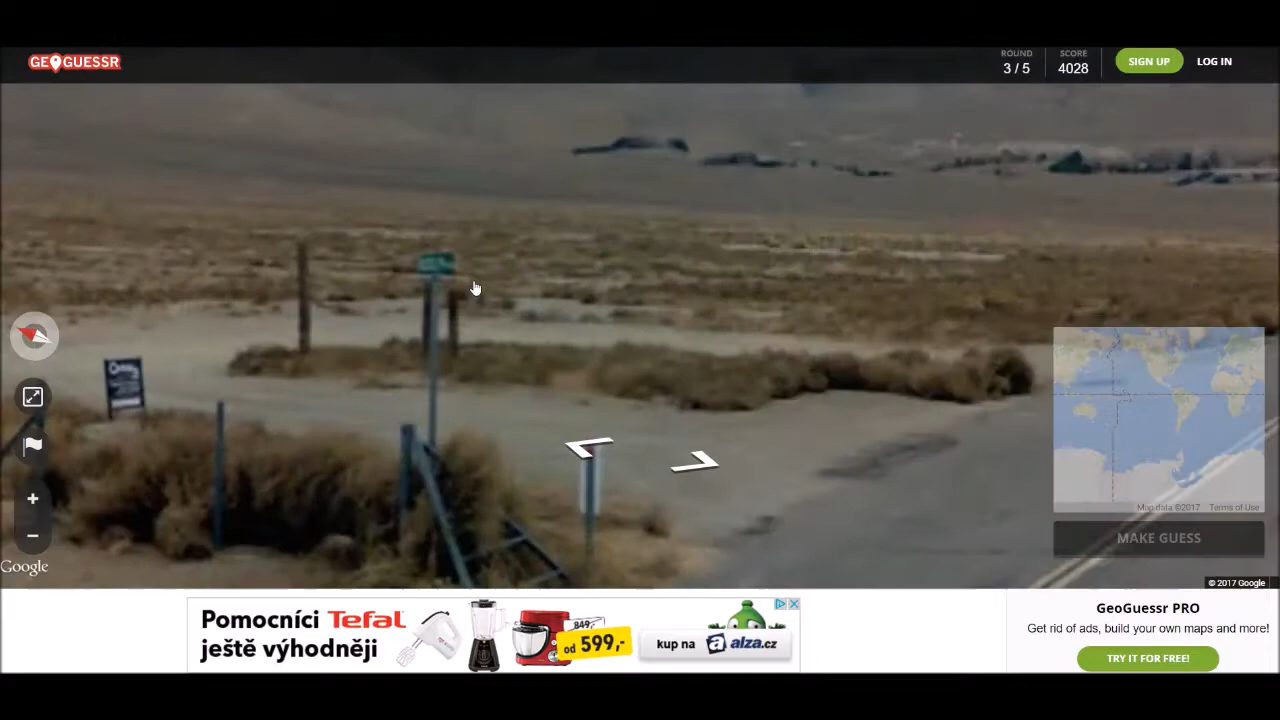 GEOGUESSR
ROUND
3 / 5
SCORE
4028
SIGN UP
LOG IN
Map data ©2017 Terms of Use
MAKE GUESS
Google
© 2017 Google
Pomocníci Tefal
ještě výhodněji
849,-
od 599,-
kup na
alza.cz
GeoGuessr PRO
Get rid of ads, build your own maps and more!
TRY IT FOR FREE!